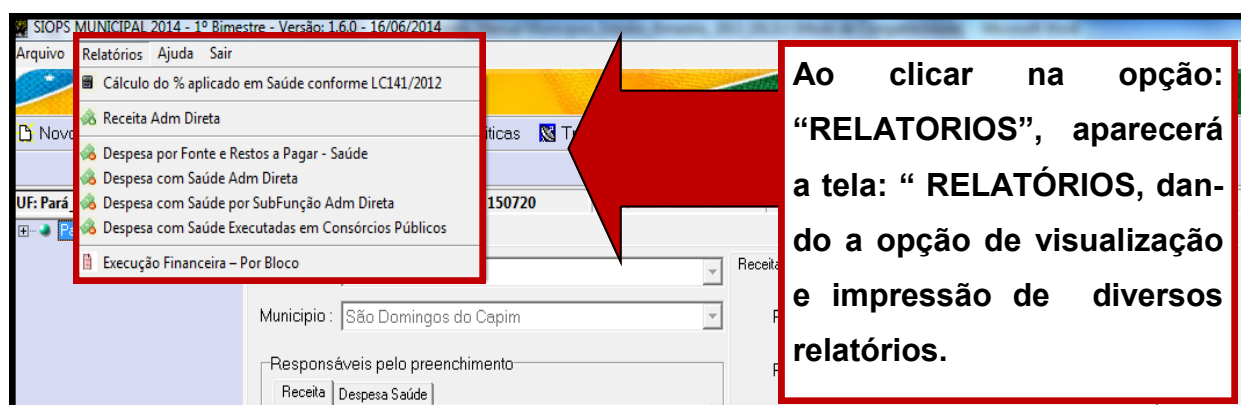 SIOPS MUNICIPAL 2014 - 1º Bimestre - Versão: 1.6.0 - 16/06/2014
Arquivo Relatórios Ajuda Sair
Cálculo do % aplicado em Saúde conforme LC141/2012
Receita Adm Direta
Despesa por Fonte e Restos a Pagar - Saúde
Despesa com Saúde Adm Direta
Despesa com Saúde por SubFunção Adm Direta
Despesa com Saúde Executadas em Consórcios Públicos
Execução Financeira – Por Bloco
UF: Pará
150720
Municipio : São Domingos do Capim
Responsáveis pelo preenchimento
Receita Despesa Saúde
Ao clicar na opção:
“RELATORIOS”, aparecerá
a tela: “ RELATÓRIOS, dan-
do a opção de visualização
e impressão de diversos
relatórios.